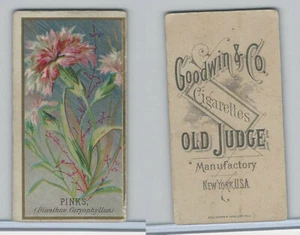 PINKS,
(Dianthus Caryophyllus)
Goodwin & Co.
Cigarettes
OLD JUDGE
Manufactory
NEW YORK U.S.A.